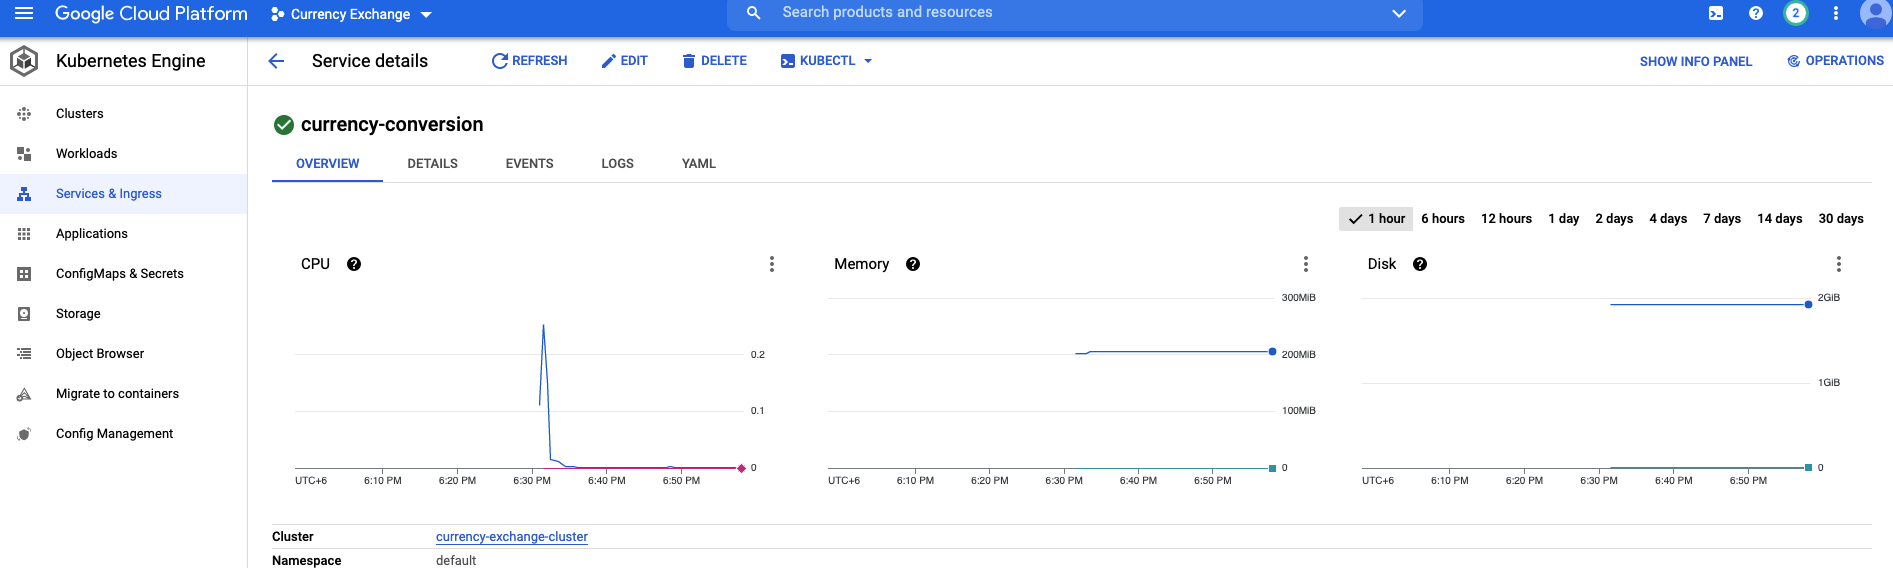 Google Cloud Platform
Currency Exchange
Search products and resources
2
Kubernetes Engine
Service details
REFRESH
EDIT
DELETE
KUBECTL
SHOW INFO PANEL
OPERATIONS
Clusters
Workloads
Services & Ingress
Applications
ConfigMaps & Secrets
Storage
Object Browser
Migrate to containers
Config Management
currency-conversion
OVERVIEW
DETAILS
EVENTS
LOGS
YAML
1 hour
6 hours
12 hours
1 day
2 days
4 days
7 days
14 days
30 days
CPU
0.2
0.1
0
UTC+6
6:10 PM
6:20 PM
6:30 PM
6:40 PM
6:50 PM
Memory
300MiB
200MiB
100MiB
0
UTC+6
6:10 PM
6:20 PM
6:30 PM
6:40 PM
6:50 PM
Disk
2GiB
1GiB
0
UTC+6
6:10 PM
6:20 PM
6:30 PM
6:40 PM
6:50 PM
Cluster
currency-exchange-cluster
Namespace
default